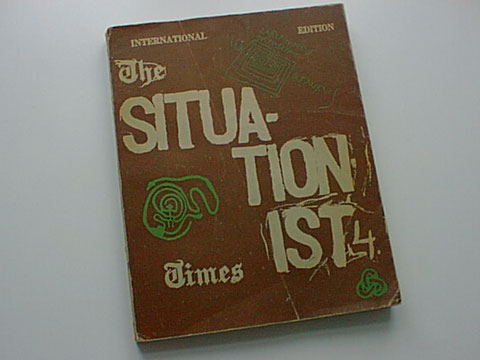 INTERNATIONAL EDITION
The
SITUA-
TION-
IST 4.
Times